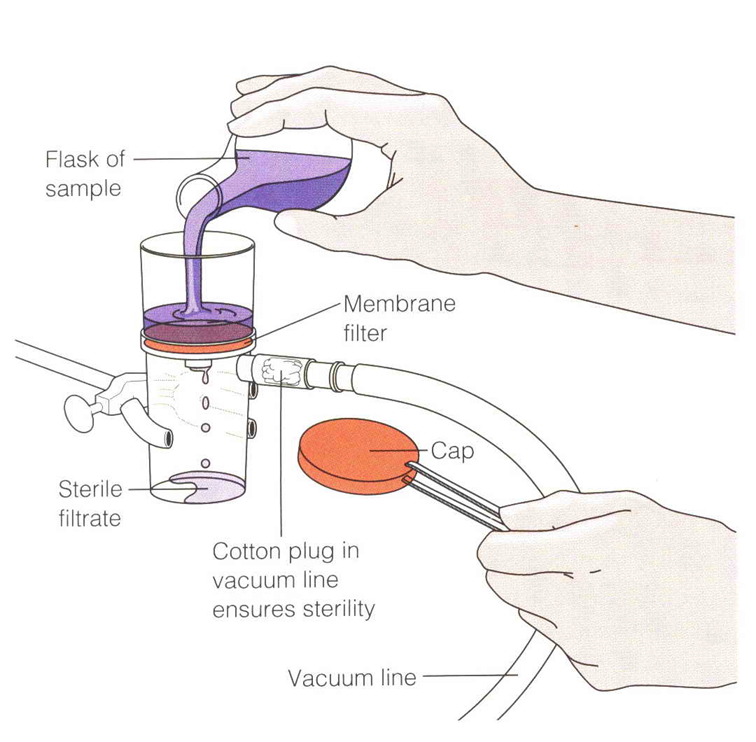 Flask of
sample
Membrane
filter
Cap
Sterile
filtrate
Cotton plug in
vacuum line
ensures sterility
Vacuum line